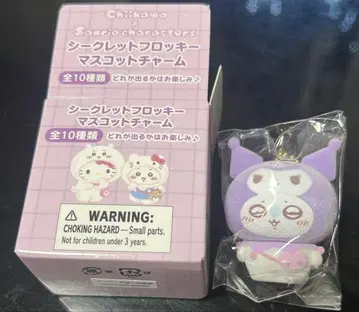 Chiikawa
×
Sanrio characters
シークレットフロッキー
マスコットチャーム
全10種類 どれが出るかはお楽しみ♪
シークレットフロッキー
マスコットチャーム
全10種類 どれが出るかはお楽しみ♪
WARNING:
CHOKING HAZARD — Small parts.
Not for children under 3 years.